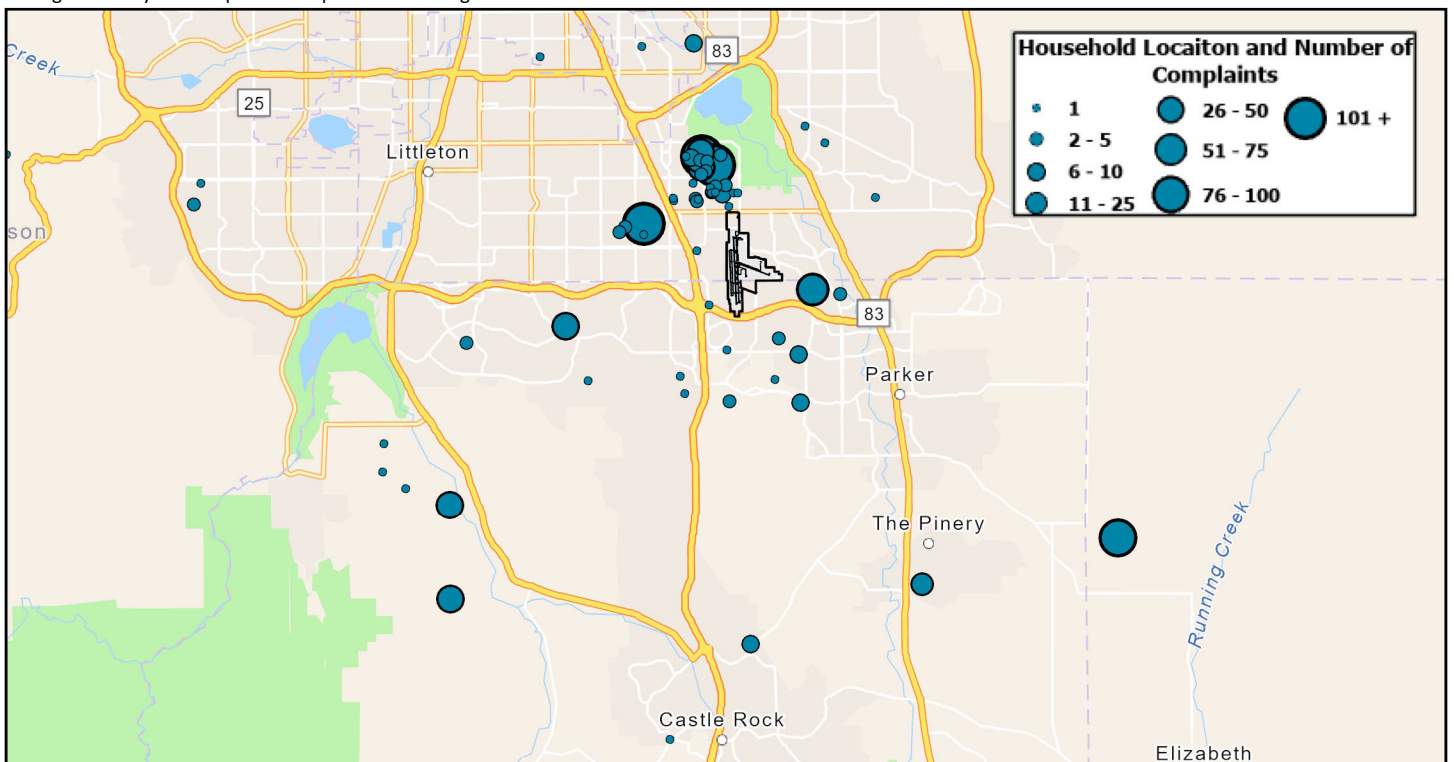 Creek
83
25
Littleton
son
Household Locaiton and Number of
Complaints
1
2 - 5
6 - 10
11 - 25
26 - 50
51 - 75
76 - 100
101 +
83
Parker
The Pinery
Running Creek
Castle Rock
Elizabeth